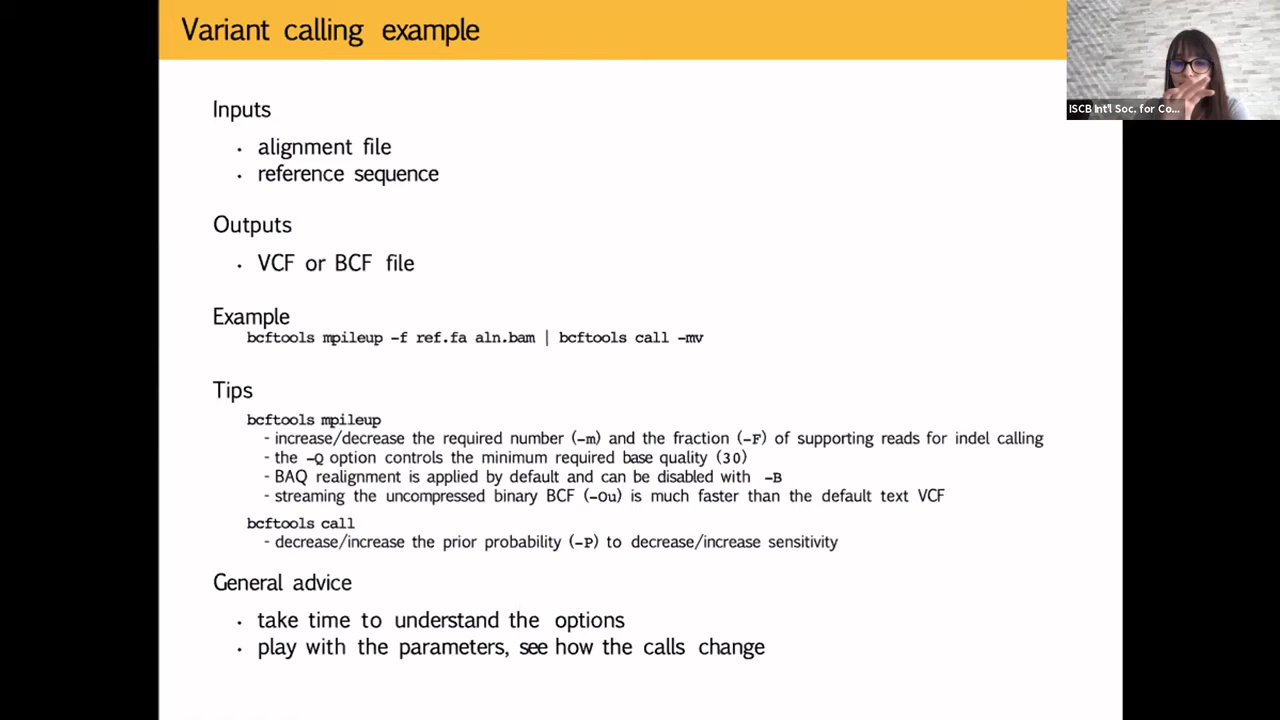 Variant calling example
ISCB Int'l Soc. for Co...
Inputs
· alignment file
· reference sequence
Outputs
· VCF or BCF file
Example
bcftools mpileup -f ref.fa aln.bam | bcftools call -mv
Tips
bcftools mpileup
- increase/decrease the required number (-m) and the fraction (-F) of supporting reads for indel calling
- the -Q option controls the minimum required base quality (30)
- BAQ realignment is applied by default and can be disabled with -B
- streaming the uncompressed binary BCF (-Ou) is much faster than the default text VCF
bcftools call
- decrease/increase the prior probability (-P) to decrease/increase sensitivity
General advice
· take time to understand the options
· play with the parameters, see how the calls change